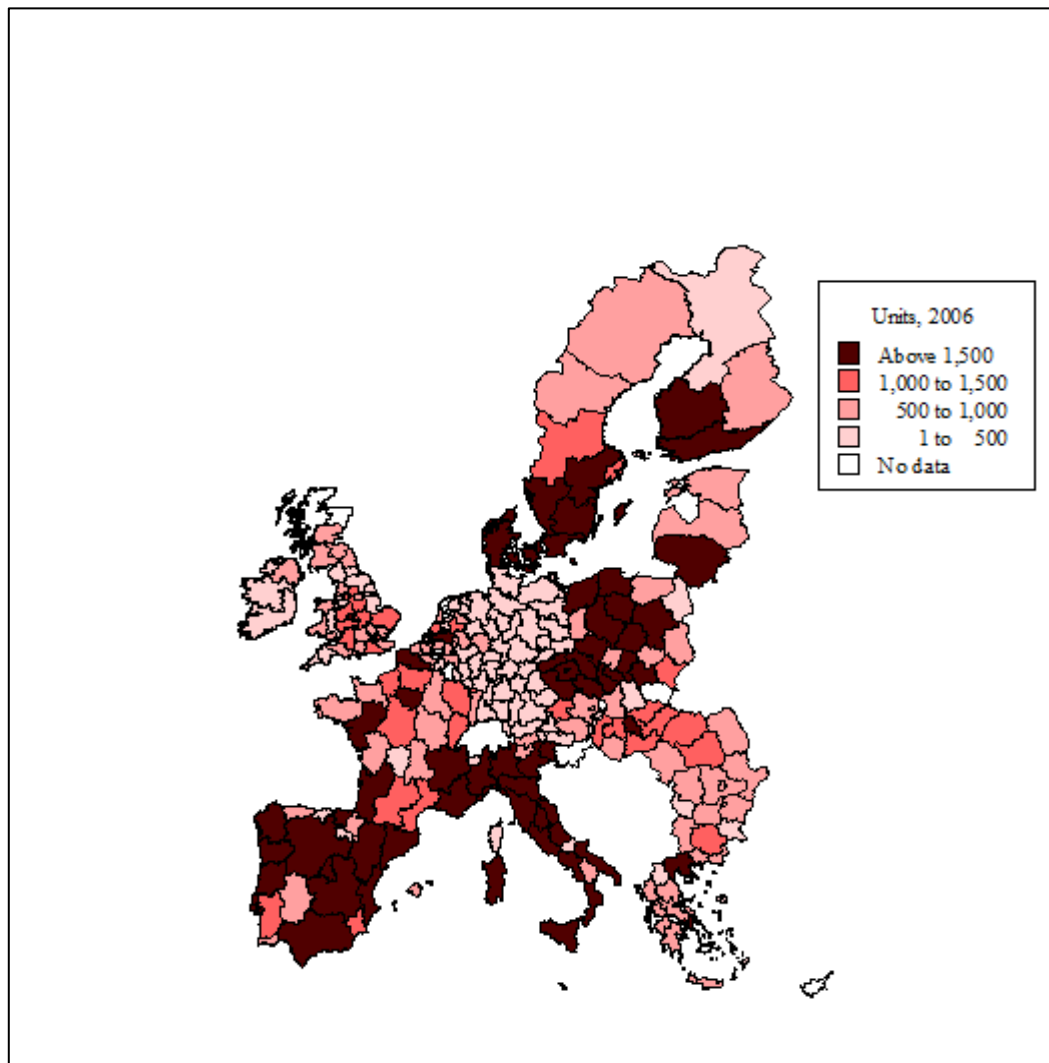 Units, 2006
Above 1,500
1,000 to 1,500
500 to 1,000
1 to 500
No data